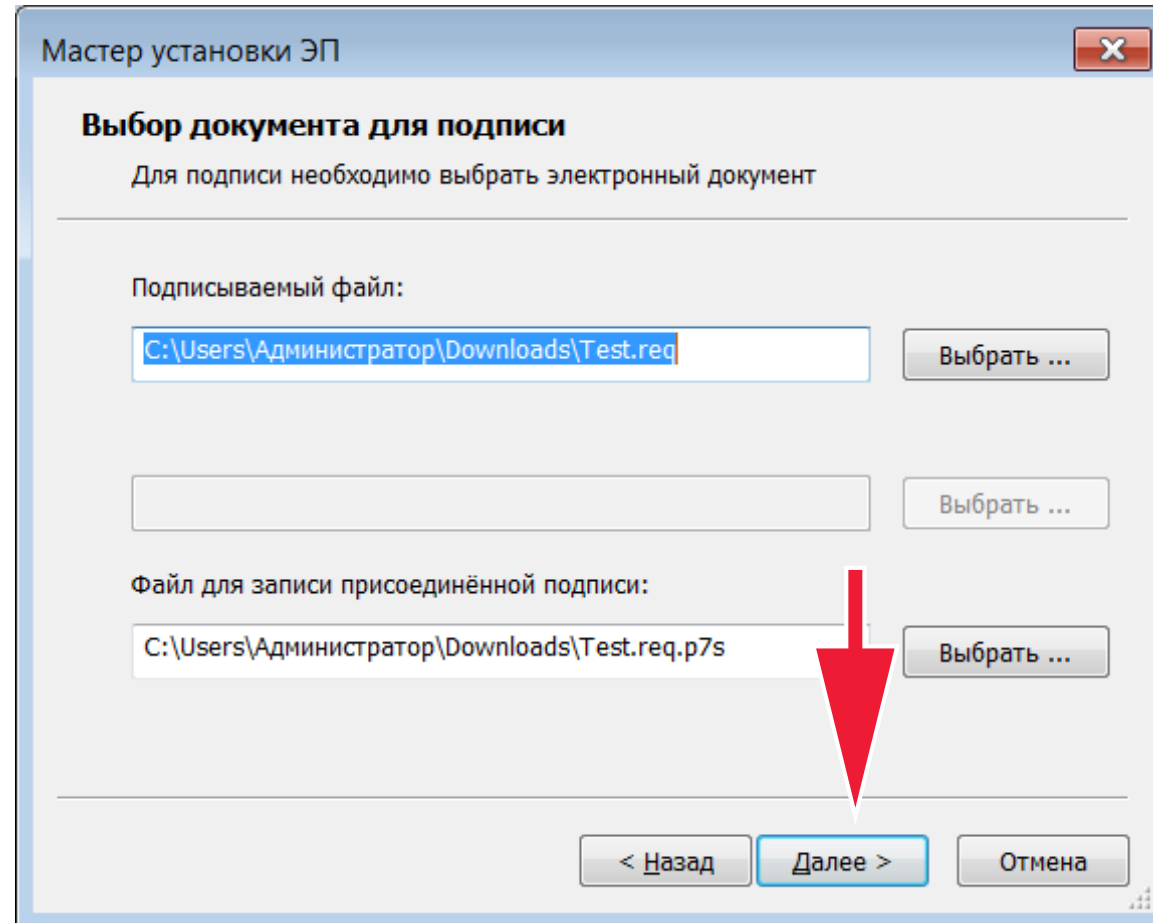 Мастер установки ЭП
Выбор документа для подписи
Для подписи необходимо выбрать электронный документ
Подписываемый файл:
C:\Users\Администратор\Downloads\Test.req
Выбрать ...
Выбрать ...
Файл для записи присоединённой подписи:
C:\Users\Администратор\Downloads\Test.req.p7s
Выбрать ...
< Назад
Далее >
Отмена